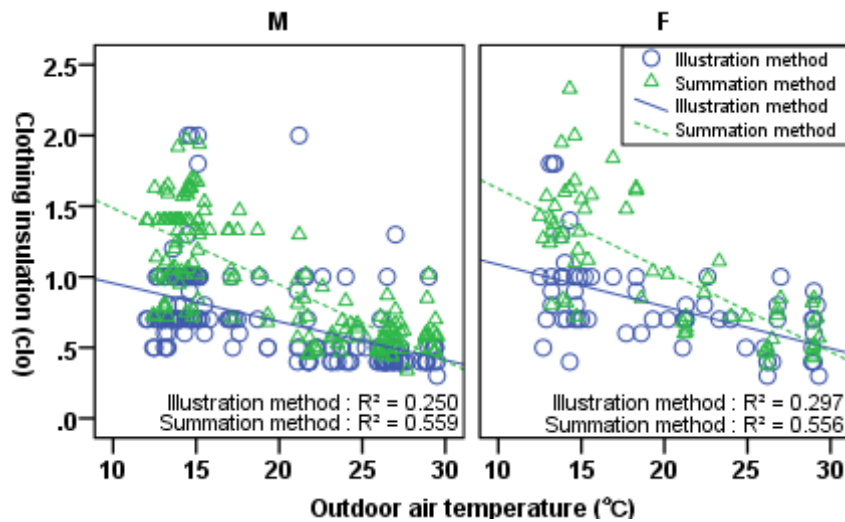 M
F
Clothing insulation (clo)
2.5
2.0
1.5
1.0
.5
.0
Illustration method
Summation method
Illustration method
Summation method
Illustration method : R² = 0.250
Summation method : R² = 0.559
Illustration method : R² = 0.297
Summation method : R² = 0.556
10 15 20 25 30 10 15 20 25 30
Outdoor air temperature (°C)